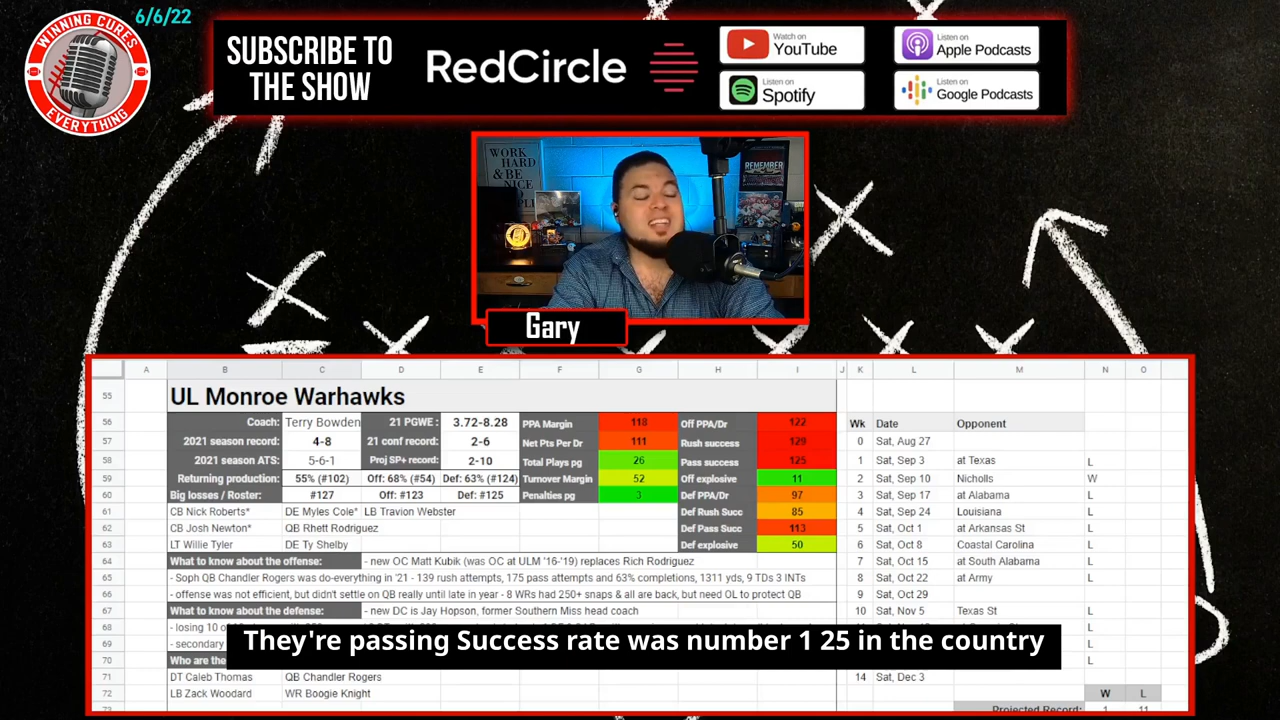 6/6/22
WINNING CURES
EVERYTHING
SUBSCRIBE TO
THE SHOW
RedCircle
Watch on
YouTube
Listen on
Spotify
Listen on
Apple Podcasts
Listen on
Google Podcasts
WORK
HARD
& BE
NICE
REMEMBER
Gary
A B C D E F G H I J K L M N O
55 UL Monroe Warhawks
56 Coach: Terry Bowden 21 PGWE : 3.72-8.28 PPA Margin 118 Off PPA/Dr 122 Wk Date Opponent
57 2021 season record: 4-8 21 conf record: 2-6 Net Pts Per Dr 111 Rush success 129 0 Sat, Aug 27
58 2021 season ATS: 5-6-1 Proj SP+ record: 2-10 Total Plays pg 26 Pass success 125 1 Sat, Sep 3 at Texas L
59 Returning production: 55% (#102) Off: 68% (#54) Def: 63% (#124) Turnover Margin 52 Off explosive 11 2 Sat, Sep 10 Nicholls W
60 Big losses / Roster: #127 Off: #123 Def: #125 Penalties pg 3 Def PPA/Dr 97 3 Sat, Sep 17 at Alabama L
61 CB Nick Roberts* DE Myles Cole* LB Travion Webster Def Rush Succ 85 4 Sat, Sep 24 Louisiana L
62 CB Josh Newton* QB Rhett Rodriguez Def Pass Succ 113 5 Sat, Oct 1 at Arkansas St L
63 LT Willie Tyler DE Ty Shelby Def explosive 50 6 Sat, Oct 8 Coastal Carolina L
64 What to know about the offense: - new OC Matt Kubik (was OC at ULM '16-'19) replaces Rich Rodriguez 7 Sat, Oct 15 at South Alabama L
65 - Soph QB Chandler Rogers was do-everything in '21 - 139 rush attempts, 175 pass attempts and 63% completions, 1311 yds, 9 TDs 3 INTs 8 Sat, Oct 22 at Army L
66 - offense was not efficient, but didn't settle on QB really until late in year - 8 WRs had 250+ snaps & all are back, but need OL to protect QB 9 Sat, Oct 29
67 What to know about the defense: - new DC is Jay Hopson, former Southern Miss head coach 10 Sat, Nov 5 Texas St L
68 - losing 10 of L
69 - secondary L
70 Who are the L
They're passing Success rate was number 1 25 in the country
71 DT Caleb Thomas QB Chandler Rogers 14 Sat, Dec 3
72 LB Zack Woodard WR Boogie Knight W L
73 Projected Record: 1 11